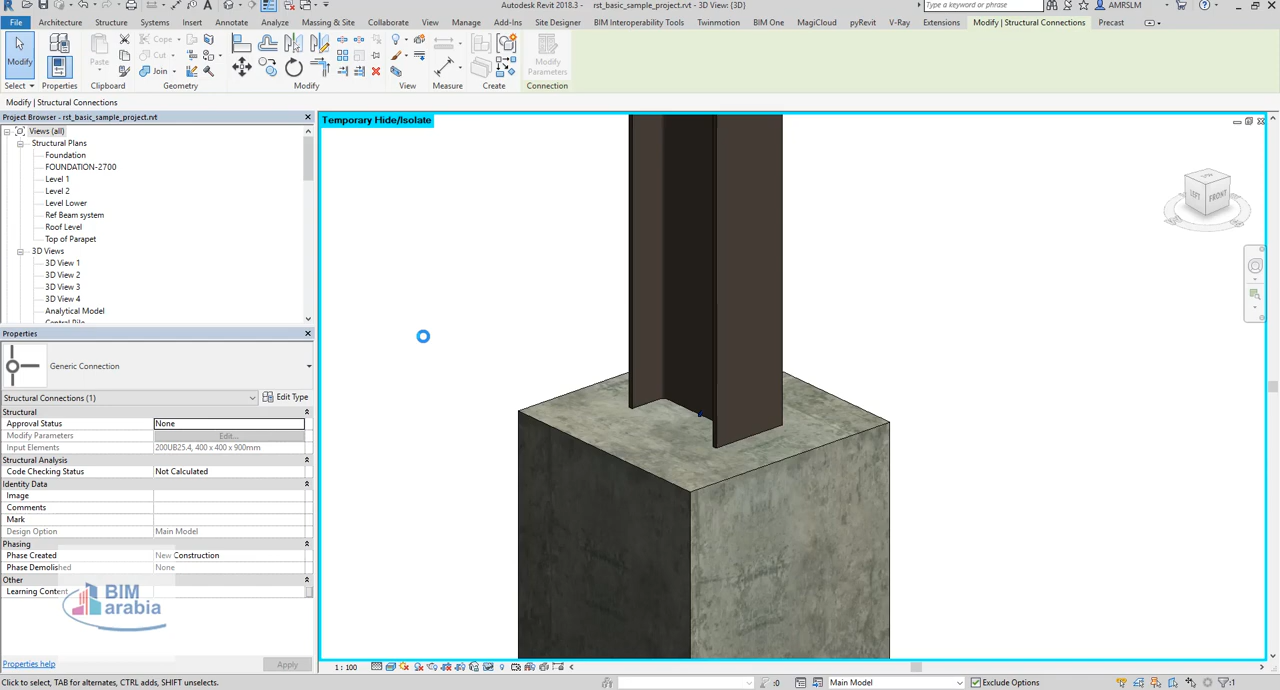 Autodesk Revit 2018.3 - rst_basic_sample_project.rvt - 3D View: {3D}
Type a keyword or phrase
AMRSLM
File Architecture Structure Systems Insert Annotate Analyze Massing & Site Collaborate View Manage Add-Ins Site Designer BIM Interoperability Tools Twinmotion BIM One MagiCloud pyRevit V-Ray Extensions Modify | Structural Connections Precast
Cope
Cut
Join
Modify
Paste
Modify Parameters
Select Properties Clipboard Geometry Modify View Measure Create Connection
Modify | Structural Connections
Project Browser - rst_basic_sample_project.rvt
Views (all)
Structural Plans
Foundation
FOUNDATION-2700
Level 1
Level 2
Level Lower
Ref Beam system
Roof Level
Top of Parapet
3D Views
3D View 1
3D View 2
3D View 3
3D View 4
Analytical Model
Central Pile
Properties
Generic Connection
Structural Connections (1)
Edit Type
Structural
Approval Status None
Modify Parameters Edit...
Input Elements 200UB25.4, 400 x 400 x 900mm
Structural Analysis
Code Checking Status Not Calculated
Identity Data
Image
Comments
Mark
Design Option Main Model
Phasing
Phase Created New Construction
Phase Demolished None
Other
Learning Content
BIM
arabia
Properties help
Apply
Temporary Hide/Isolate
LEFT FRONT
1 : 100
Click to select, TAB for alternates, CTRL adds, SHIFT unselects.
:0
Main Model
Exclude Options
:1